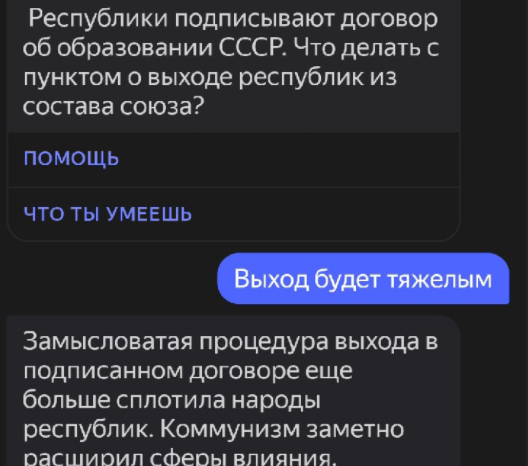 Республики подписывают договор
об образовании СССР. Что делать с
пунктом о выходе республик из
состава союза?
ПОМОЩЬ
ЧТО ТЫ УМЕЕШЬ
Выход будет тяжелым
Замысловатая процедура выхода в
подписанном договоре еще
больше сплотила народы
республик. Коммунизм заметно
расширил сферы влияния.